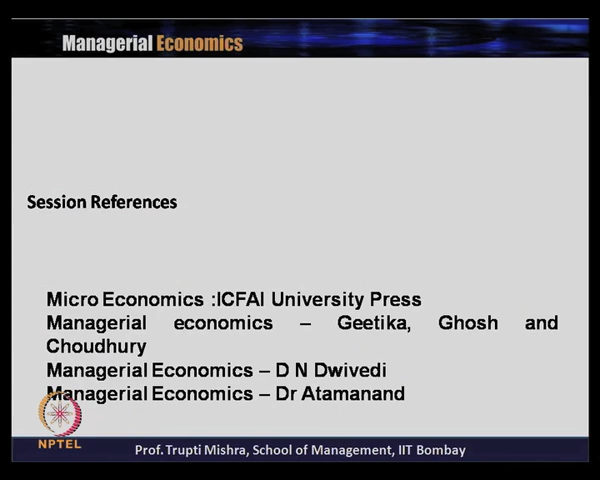 Managerial Economics
Session References
Micro Economics :ICFAI University Press
Managerial economics – Geetika, Ghosh and
Choudhury
Managerial Economics – D N Dwivedi
Managerial Economics – Dr Atamanand
NPTEL
Prof. Trupti Mishra, School of Management, IIT Bombay